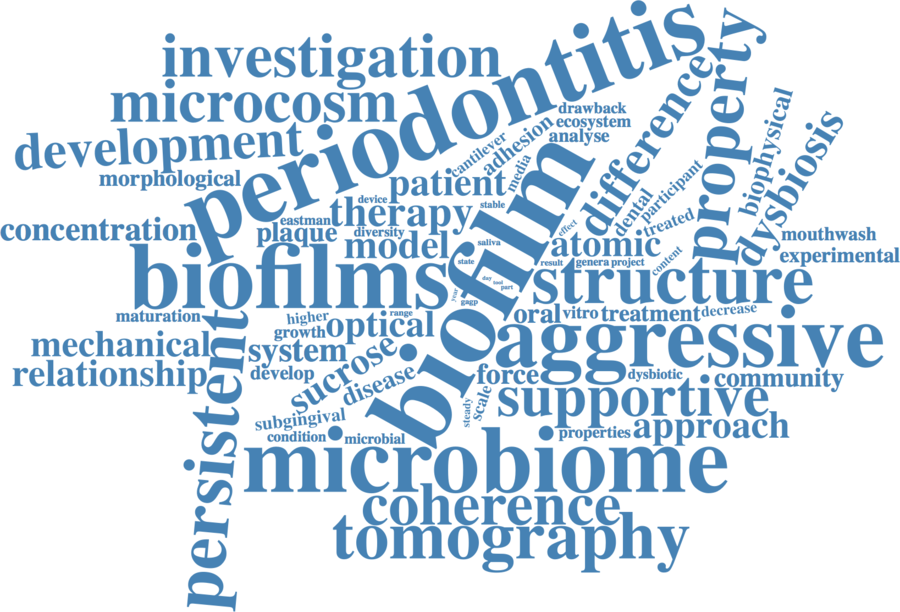 investigation
periodontitis
microcosm
property
development
difference
drawback
ecosystem
analyse
adhesion
cantilever
media
biophysical
dysbiosis
morphological
patient
participant
dental
treated
device
stable
therapy
concentration
eastman
plaque
diversity
model
biofilm
saliva
effect
atomic
content
mouthwash
experimental
biofilms
state
result
genera
project
structure
day
tool
part
year
gagp
maturation
higher
growth
optical
range
oral
vitro
treatment
decrease
mechanical
persistent
system
aggressive
relationship
develop
sucrose
disease
force
dysbiotic
community
scale
steady
supportive
subgingival
condition
microbial
properties
approach
microbiome
coherence
tomography